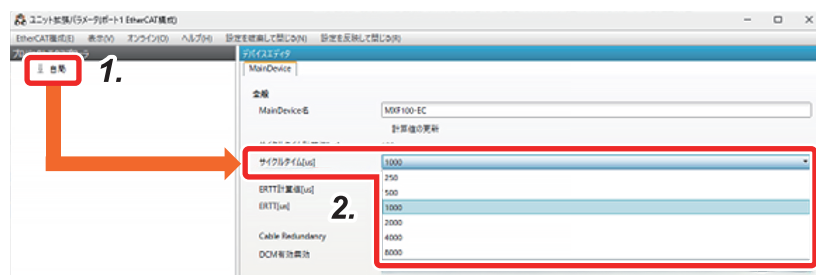 ユニット拡張パラメータ(ポート1 EtherCAT構成)
EtherCAT構成(E) 表示(V) オンライン(O) ヘルプ(H) 設定を破棄して閉じる(N) 設定を反映して閉じる(R)
デバイスエディタ
自局
1.
MainDevice
全般
MainDevice名 MXF100-EC
計算値の更新
サイクルタイム[us] 1000
250
ERTT計算値[us] 500
ERTT[us] 1000
2.
2000
Cable Redundancy 4000
DCM有効無効 8000